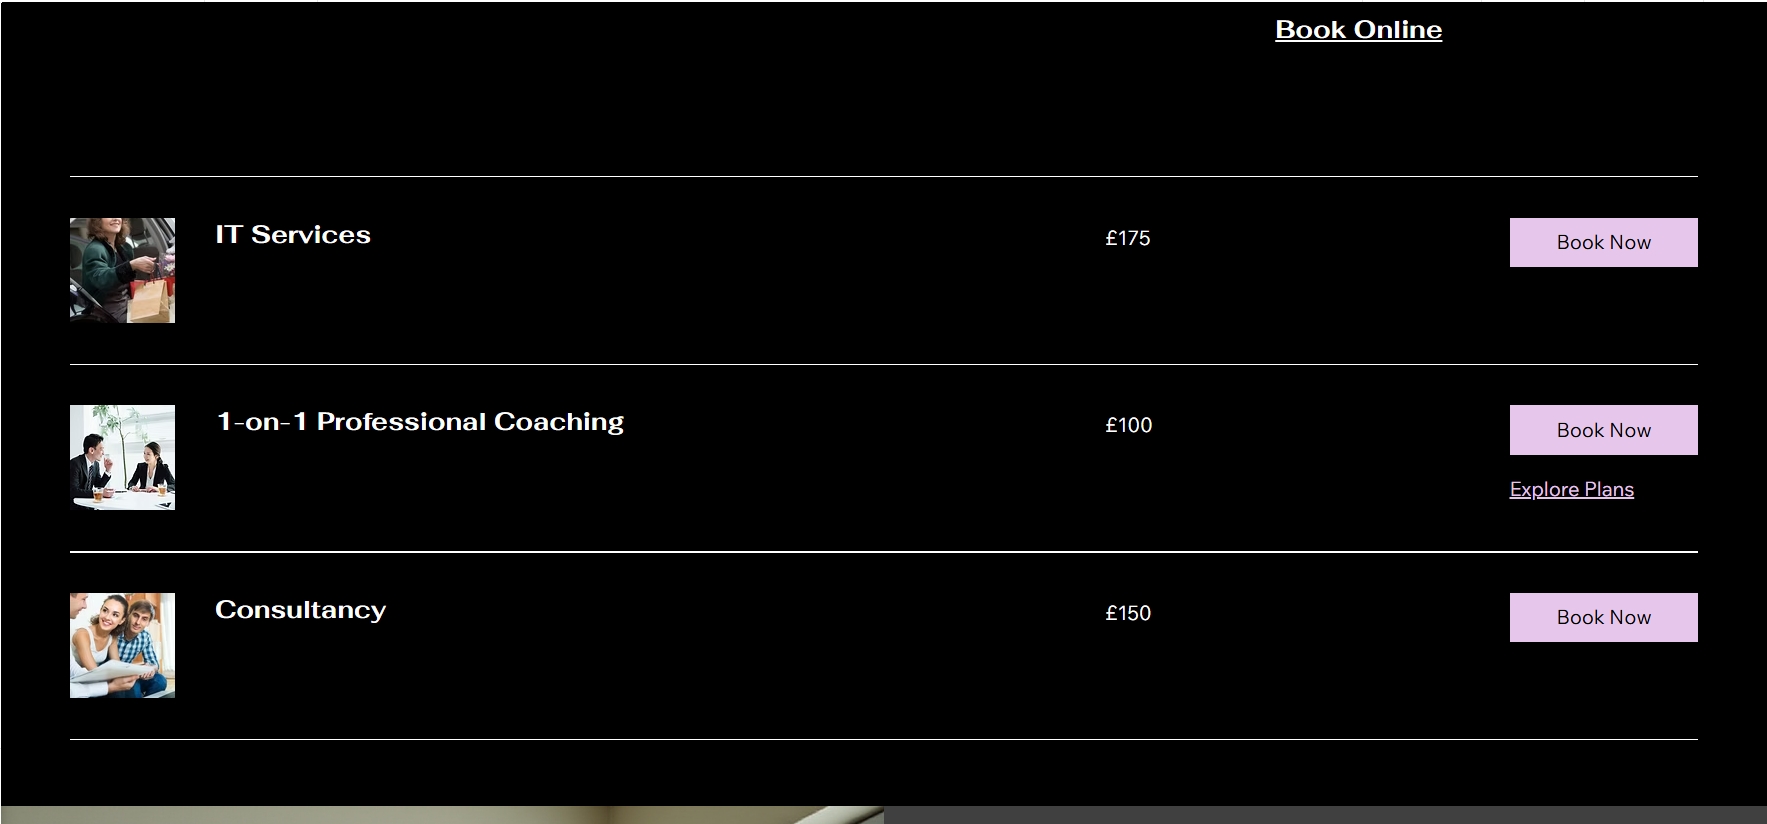 Book Online
IT Services
£175
Book Now
1-on-1 Professional Coaching
£100
Book Now
Explore Plans
Consultancy
£150
Book Now